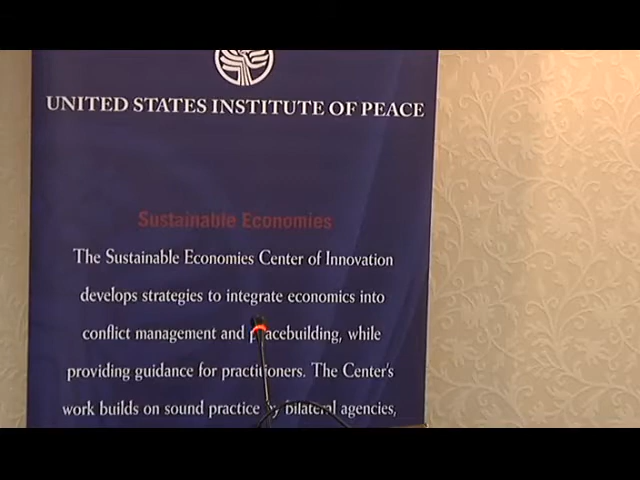 UNITED STATES INSTITUTE OF PEACE
Sustainable Economies
The Sustainable Economies Center of Innovation
develops strategies to integrate economics into
conflict management and peacebuilding, while
providing guidance for practitioners. The Center's
work builds on sound practice by bilateral agencies,